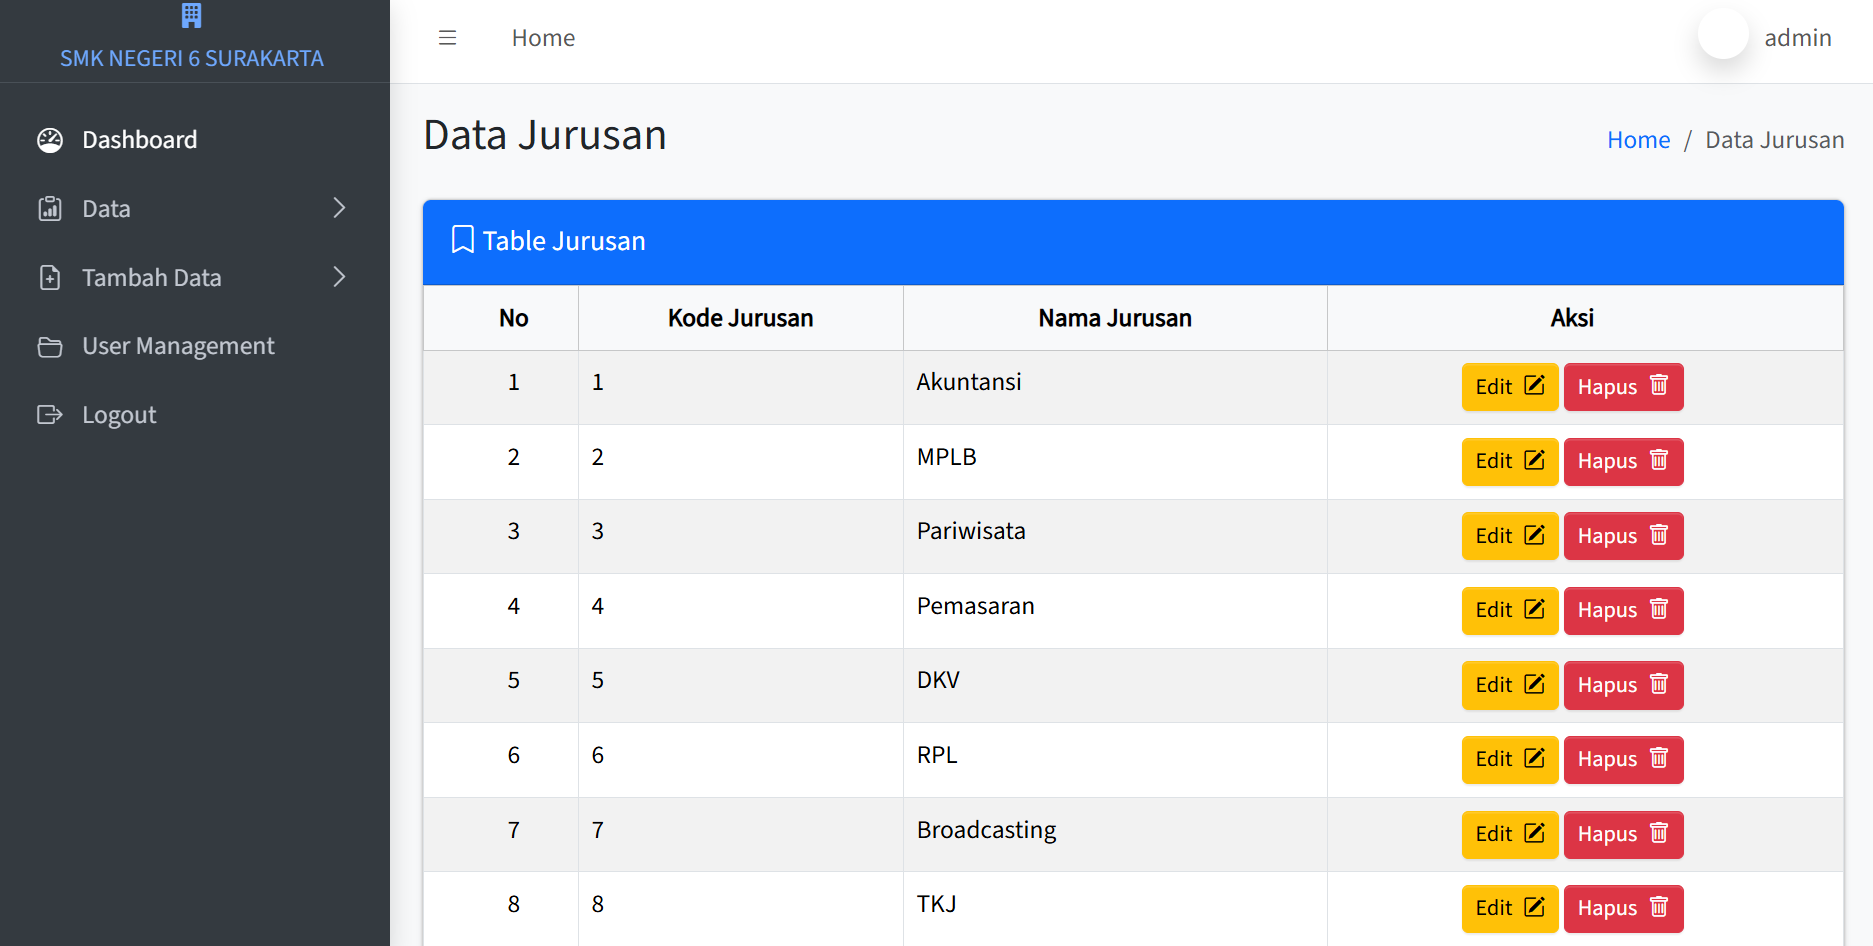 SMK NEGERI 6 SURAKARTA
Dashboard
Data
Tambah Data
User Management
Logout
Home
admin
Data Jurusan
Home / Data Jurusan
Table Jurusan
No Kode Jurusan Nama Jurusan Aksi
1 1 Akuntansi Edit Hapus
2 2 MPLB Edit Hapus
3 3 Pariwisata Edit Hapus
4 4 Pemasaran Edit Hapus
5 5 DKV Edit Hapus
6 6 RPL Edit Hapus
7 7 Broadcasting Edit Hapus
8 8 TKJ Edit Hapus